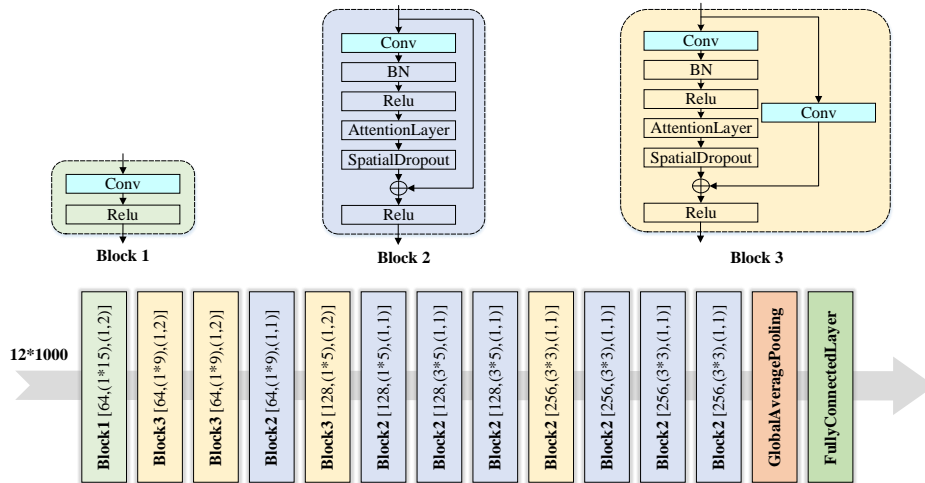 Conv
Relu
Block 1
Conv
BN
Relu
AttentionLayer
SpatialDropout
Relu
Block 2
Conv
BN
Relu
AttentionLayer
SpatialDropout
Relu
Conv
Block 3
12*1000
Block1 [64,(1*15),(1,2)]
Block3 [64,(1*9),(1,2)]
Block3 [64,(1*9),(1,2)]
Block2 [64,(1*9),(1,1)]
Block3 [128,(1*5),(1,2)]
Block2 [128,(1*5),(1,1)]
Block2 [128,(3*5),(1,1)]
Block2 [128,(3*5),(1,1)]
Block2 [256,(3*3),(1,1)]
Block2 [256,(3*3),(1,1)]
Block2 [256,(3*3),(1,1)]
Block2 [256,(3*3),(1,1)]
GlobalAveragePooling
FullyConnectedLayer